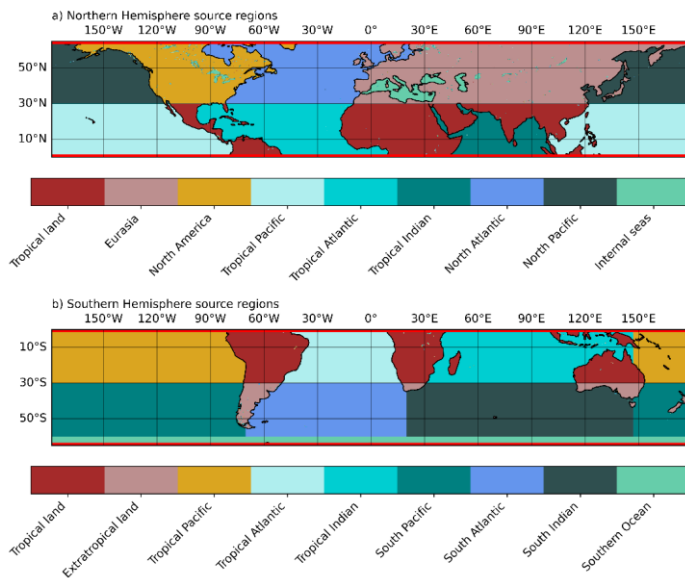 a) Northern Hemisphere source regions
150°W 120°W 90°W 60°W 30°W 0° 30°E 60°E 90°E 120°E 150°E
50°N
30°N
10°N
Tropical land
Eurasia
North America
Tropical Pacific
Tropical Atlantic
Tropical Indian
North Atlantic
North Pacific
Internal seas
b) Southern Hemisphere source regions
150°W 120°W 90°W 60°W 30°W 0° 30°E 60°E 90°E 120°E 150°E
10°S
30°S
50°S
Tropical land
Extratropical land
Tropical Pacific
Tropical Atlantic
Tropical Indian
South Pacific
South Atlantic
South Indian
Southern Ocean